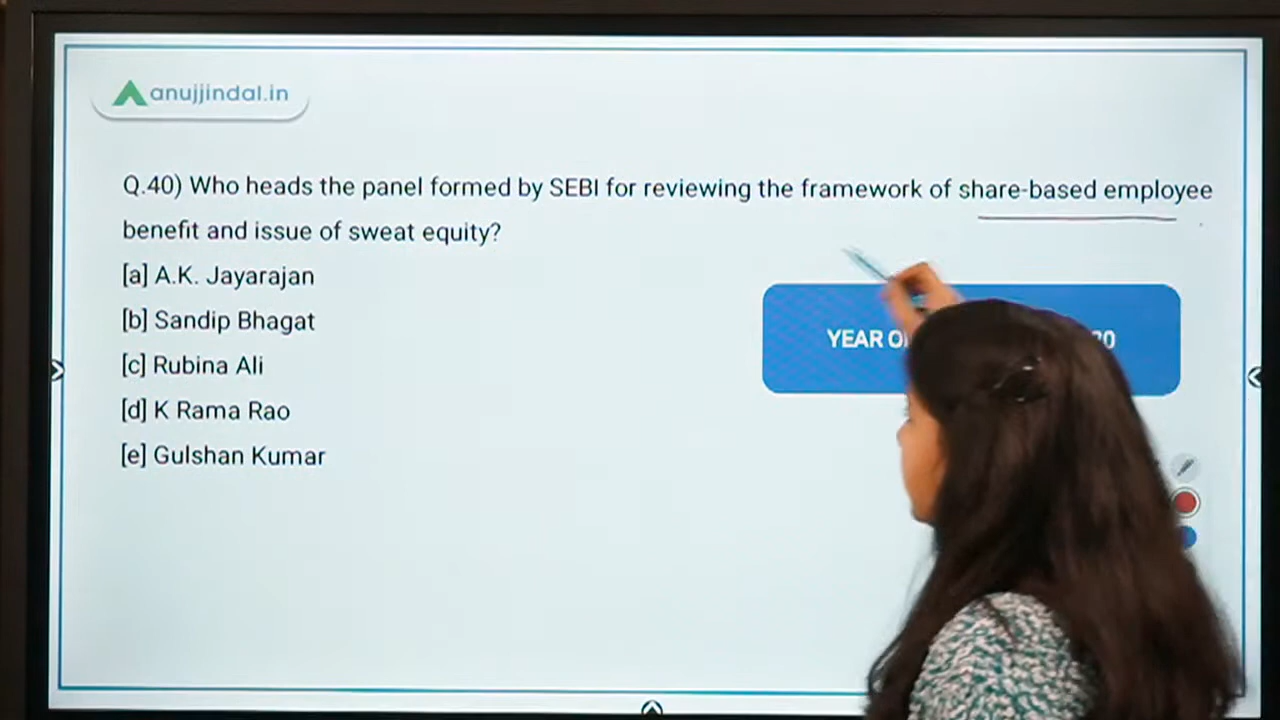 anujjindal.in
Q.40) Who heads the panel formed by SEBI for reviewing the framework of share-based employee
benefit and issue of sweat equity?
[a] A.K. Jayarajan
[b] Sandip Bhagat
[c] Rubina Ali
[d] K Rama Rao
[e] Gulshan Kumar
YEAR